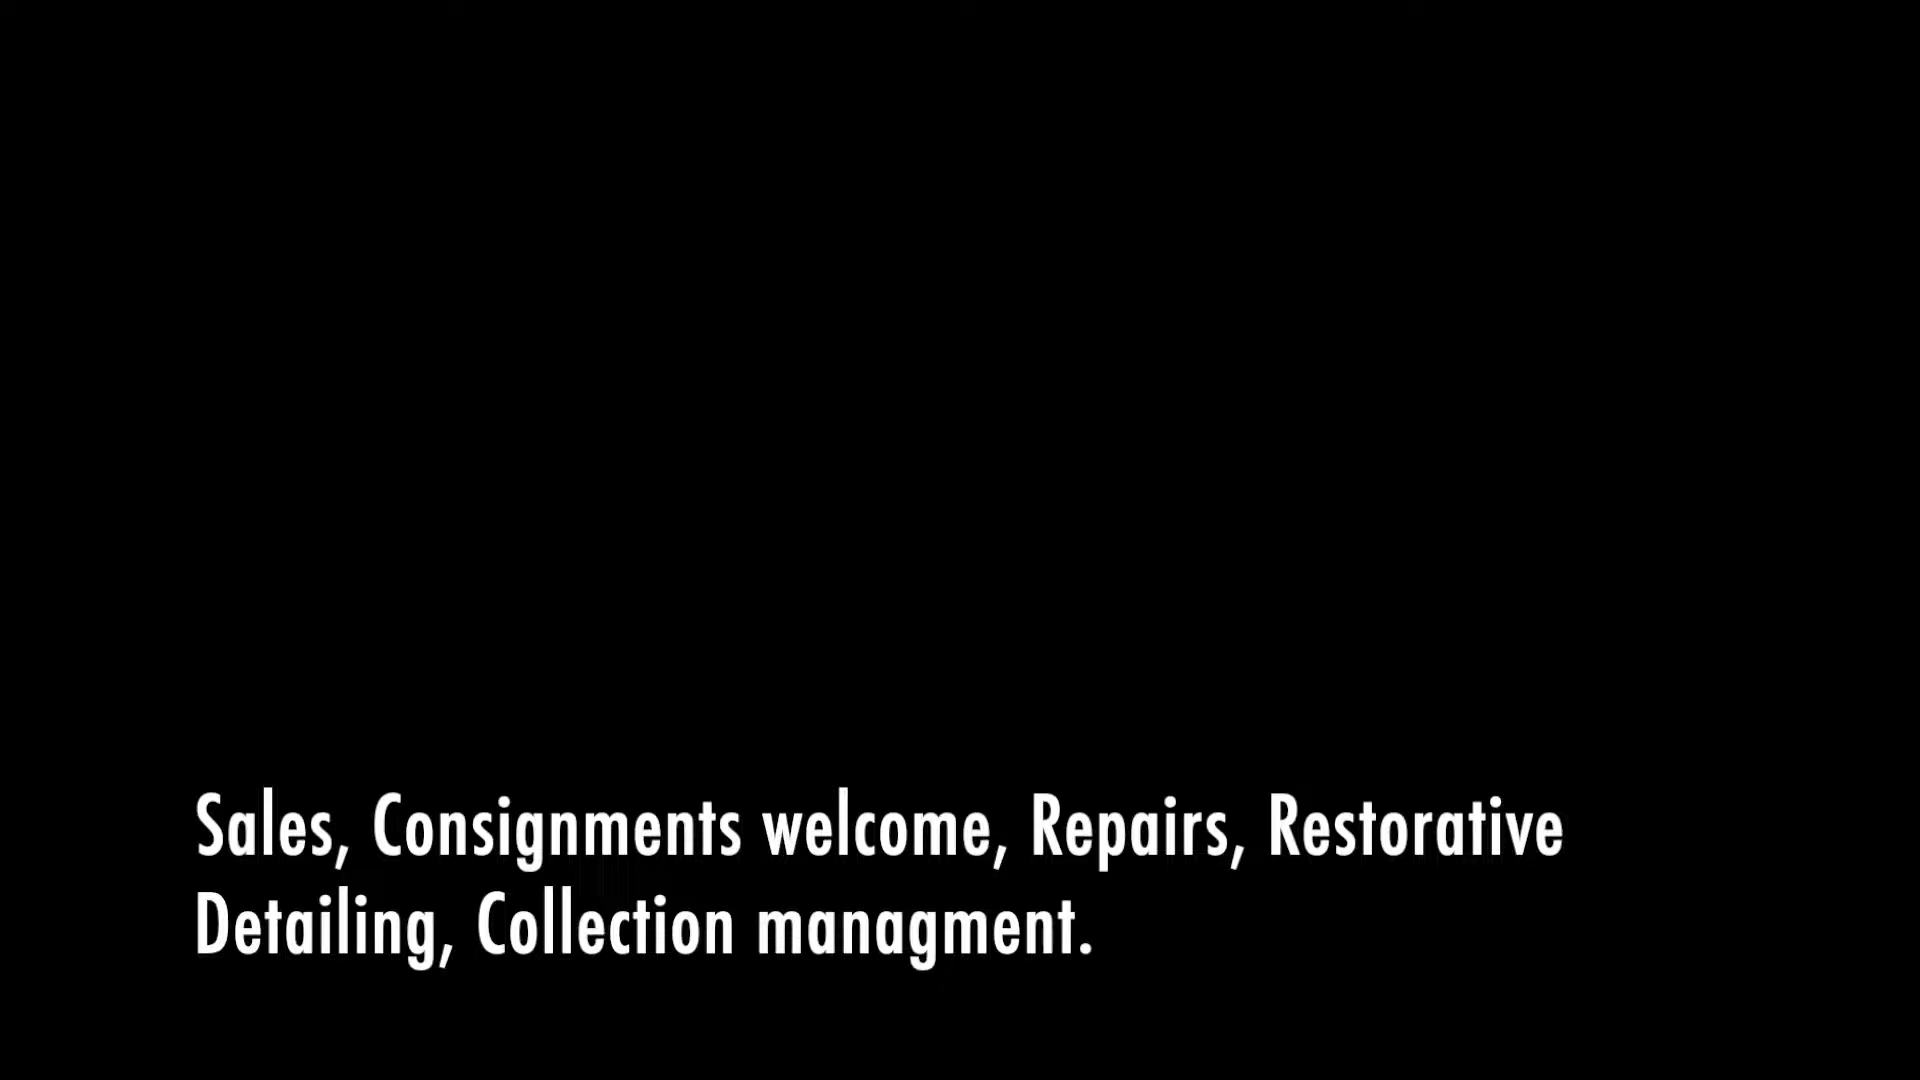 Sales, Consignments welcome, Repairs, Restorative
Detailing, Collection managment.